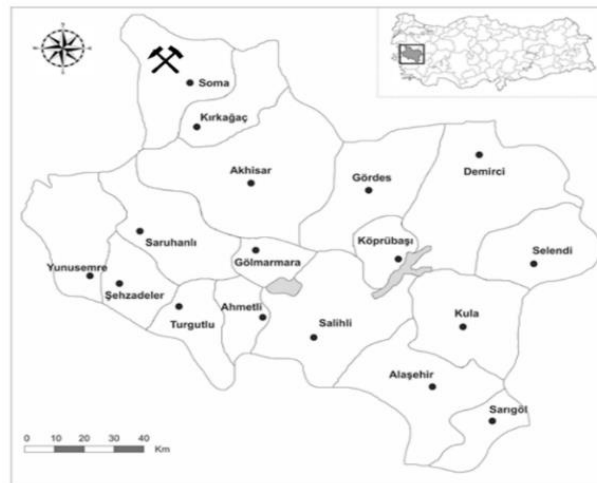 Soma
Kırkağaç
Akhisar
Gördes
Demirci
Saruhanlı
Gölmarmara
Köprübaşı
Selendi
Yunusemre
Şehzadeler
Turgutlu
Ahmetli
Salihli
Kula
Alaşehir
Sarıgöl
0 10 20 30 40
Km